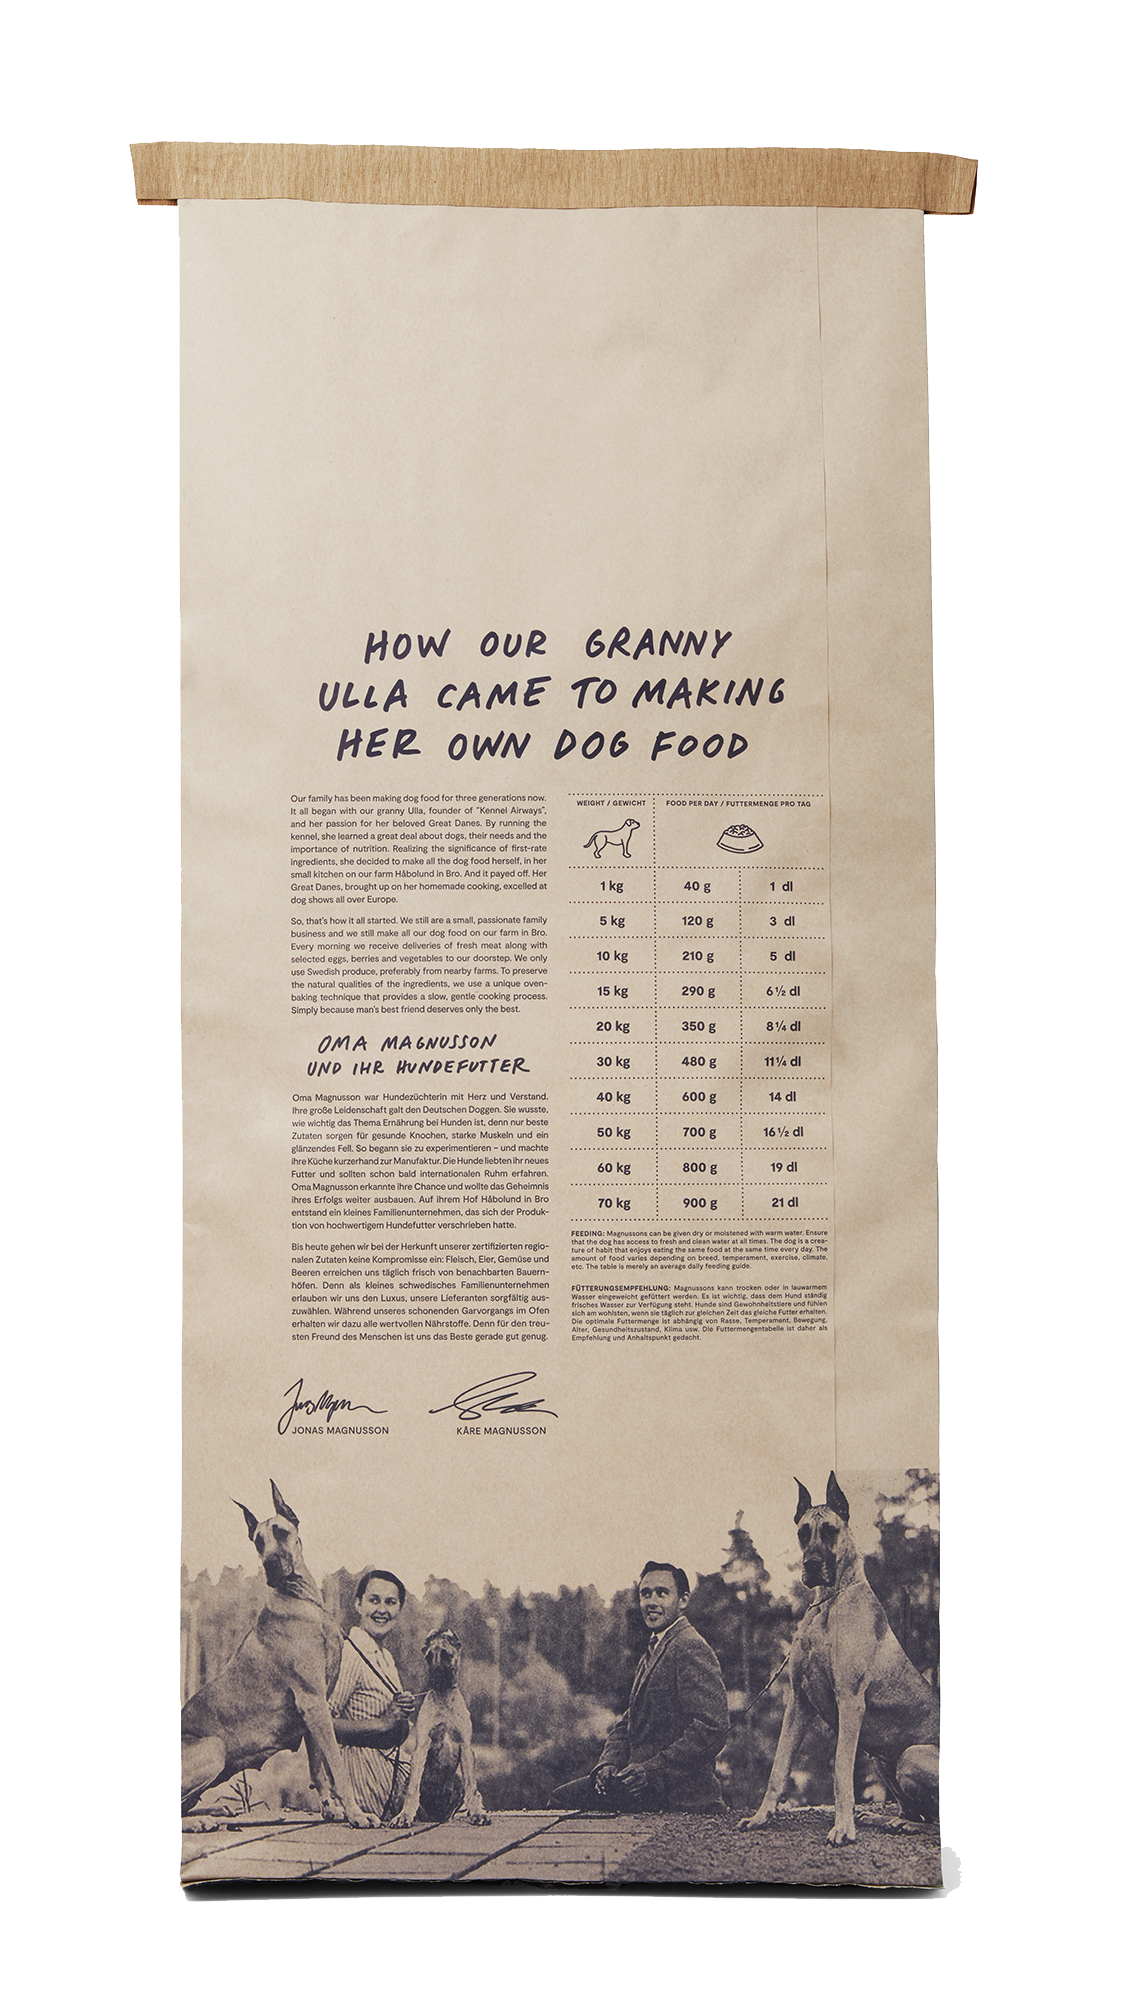 HOW OUR GRANNY
ULLA CAME TO MAKING
HER OWN DOG FOOD
Our family has been making dog food for three generations now.
It all began with our granny Ulla, founder of "Kennel Airways",
and her passion for her beloved Great Danes. By running the
kennel, she learned a great deal about dogs, their needs and the
importance of nutrition. Realizing the significance of first-rate
ingredients, she decided to make all the dog food herself, in her
small kitchen on our farm Håbolund in Bro. And it payed off. Her
Great Danes, brought up on her homemade cooking, excelled at
dog shows all over Europe.
So, that's how it all started. We still are a small, passionate family
business and we still make all our dog food on our farm in Bro.
Every morning we receive deliveries of fresh meat along with
selected eggs, berries and vegetables to our doorstep. We only
use Swedish produce, preferably from nearby farms. To preserve
the natural qualities of the ingredients, we use a unique oven-
baking technique that provides a slow, gentle cooking process.
Simply because man's best friend deserves only the best.
OMA MAGNUSSON
UND IHR HUNDEFUTTER
Oma Magnusson war Hundezüchterin mit Herz und Verstand.
Ihre große Leidenschaft galt den Deutschen Doggen. Sie wusste,
wie wichtig das Thema Ernährung bei Hunden ist, denn nur beste
Zutaten sorgen für gesunde Knochen, starke Muskeln und ein
glänzendes Fell. So begann sie zu experimentieren – und machte
ihre Küche kurzerhand zur Manufaktur. Die Hunde liebten ihr neues
Futter und sollten schon bald internationalen Ruhm erfahren.
Oma Magnusson erkannte ihre Chance und wollte das Geheimnis
ihres Erfolgs weiter ausbauen. Auf ihrem Hof Håbolund in Bro
entstand ein kleines Familienunternehmen, das sich der Produk-
tion von hochwertigem Hundefutter verschrieben hatte.
Bis heute gehen wir bei der Herkunft unserer zertifizierten regio-
nalen Zutaten keine Kompromisse ein: Fleisch, Eier, Gemüse und
Beeren erreichen uns täglich frisch von benachbarten Bauern-
höfen. Denn als kleines schwedisches Familienunternehmen
erlauben wir uns den Luxus, unsere Lieferanten sorgfältig aus-
zuwählen. Während unseres schonenden Garvorgangs im Ofen
erhalten wir dazu alle wertvollen Nährstoffe. Denn für den treu-
sten Freund des Menschen ist uns das Beste gerade gut genug.
JONAS MAGNUSSON
KÅRE MAGNUSSON
WEIGHT / GEWICHT FOOD PER DAY / FUTTERMENGE PRO TAG
1 kg 40 g 1 dl
5 kg 120 g 3 dl
10 kg 210 g 5 dl
15 kg 290 g 6½ dl
20 kg 350 g 8¼ dl
30 kg 480 g 11¼ dl
40 kg 600 g 14 dl
50 kg 700 g 16½ dl
60 kg 800 g 19 dl
70 kg 900 g 21 dl
FEEDING: Magnussons can be given dry or moistened with warm water. Ensure
that the dog has access to fresh and clean water at all times. The dog is a crea-
ture of habit that enjoys eating the same food at the same time every day. The
amount of food varies depending on breed, temperament, exercise, climate,
etc. The table is merely an average daily feeding guide.
FÜTTERUNGSEMPFEHLUNG: Magnussons kann trocken oder in lauwarmem
Wasser eingeweicht gefüttert werden. Es ist wichtig, dass dem Hund ständig
frisches Wasser zur Verfügung steht. Hunde sind Gewohnheitstiere und fühlen
sich am wohlsten, wenn sie täglich zur gleichen Zeit das gleiche Futter erhalten.
Die optimale Futtermenge ist abhängig von Rasse, Temperament, Bewegung,
Alter, Gesundheitszustand, Klima usw. Die Futtermengentabelle ist daher als
Empfehlung und Anhaltspunkt gedacht.